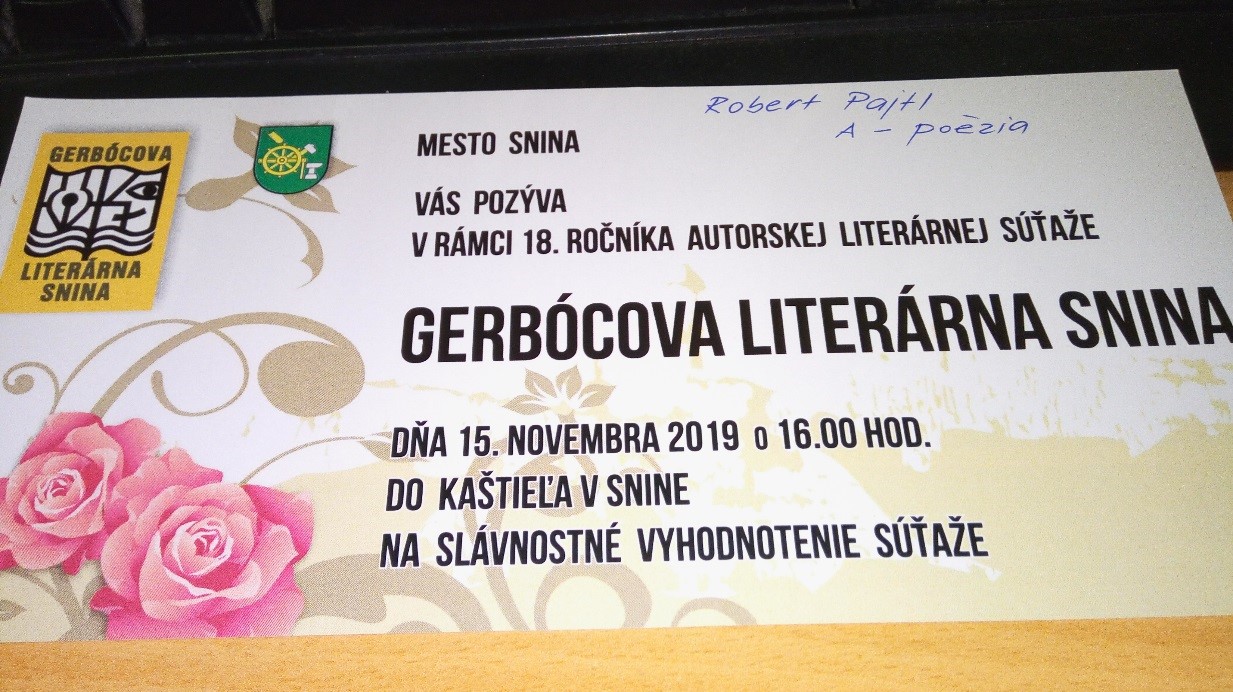 GERBÓCOVA
LITERÁRNA
SNINA
Robert Pajtl
A - poèzia
MESTO SNINA
VÁS POZÝVA
V RÁMCI 18. ROČNÍKA AUTORSKEJ LITERÁRNEJ SÚŤAŽE
GERBÓCOVA LITERÁRNA SNINA
DŇA 15. NOVEMBRA 2019 o 16.00 HOD.
DO KAŠTIEĽA V SNINE
NA SLÁVNOSTNÉ VYHODNOTENIE SÚŤAŽE